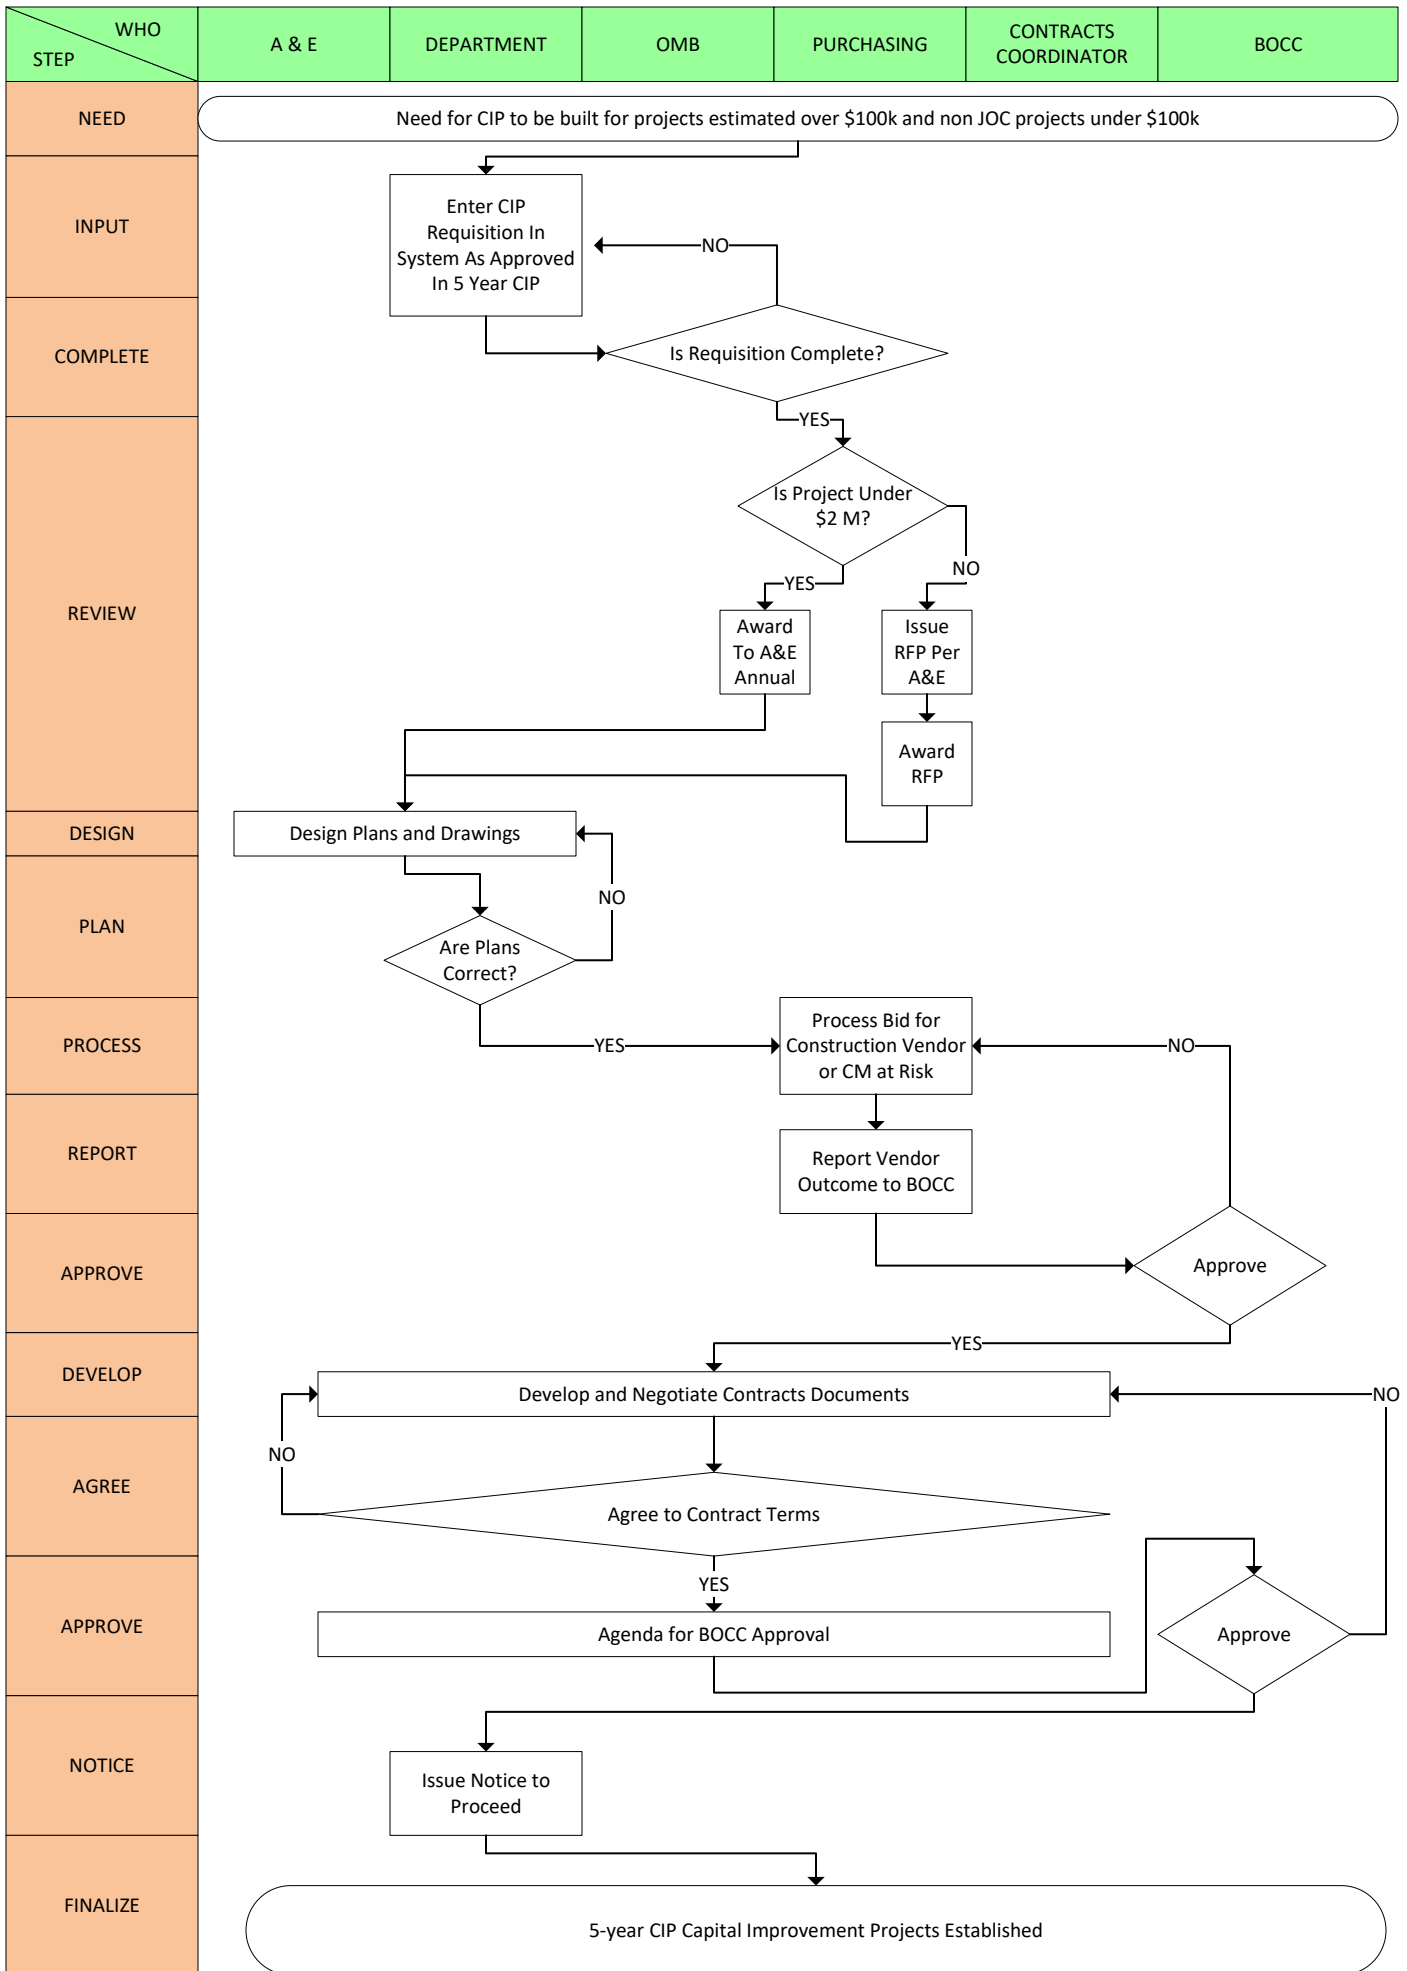 WHO
STEP
A & E
DEPARTMENT
OMB
PURCHASING
CONTRACTS
COORDINATOR
BOCC
NEED
Need for CIP to be built for projects estimated over $100k and non JOC projects under $100k
INPUT
Enter CIP
Requisition In
System As Approved
In 5 Year CIP
NO
COMPLETE
Is Requisition Complete?
YES
REVIEW
Is Project Under
$2 M?
YES
NO
Award
To A&E
Annual
Issue
RFP Per
A&E
Award
RFP
DESIGN
Design Plans and Drawings
NO
PLAN
Are Plans
Correct?
PROCESS
YES
Process Bid for
Construction Vendor
or CM at Risk
NO
REPORT
Report Vendor
Outcome to BOCC
APPROVE
Approve
YES
DEVELOP
Develop and Negotiate Contracts Documents
NO
NO
AGREE
Agree to Contract Terms
YES
APPROVE
Agenda for BOCC Approval
Approve
NOTICE
Issue Notice to
Proceed
FINALIZE
5-year CIP Capital Improvement Projects Established